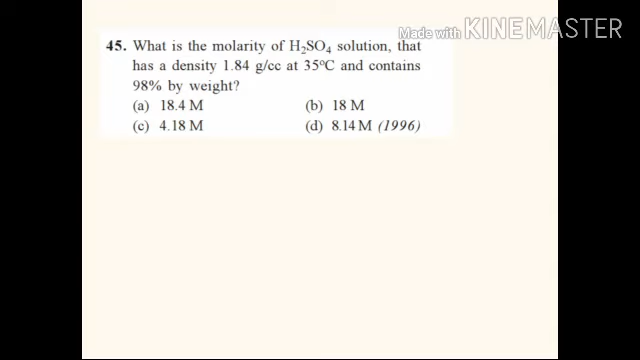 Made with KINEMASTER
45. What is the molarity of H₂SO₄ solution, that
has a density 1.84 g/cc at 35°C and contains
98% by weight?
(a) 18.4 M (b) 18 M
(c) 4.18 M (d) 8.14 M (1996)